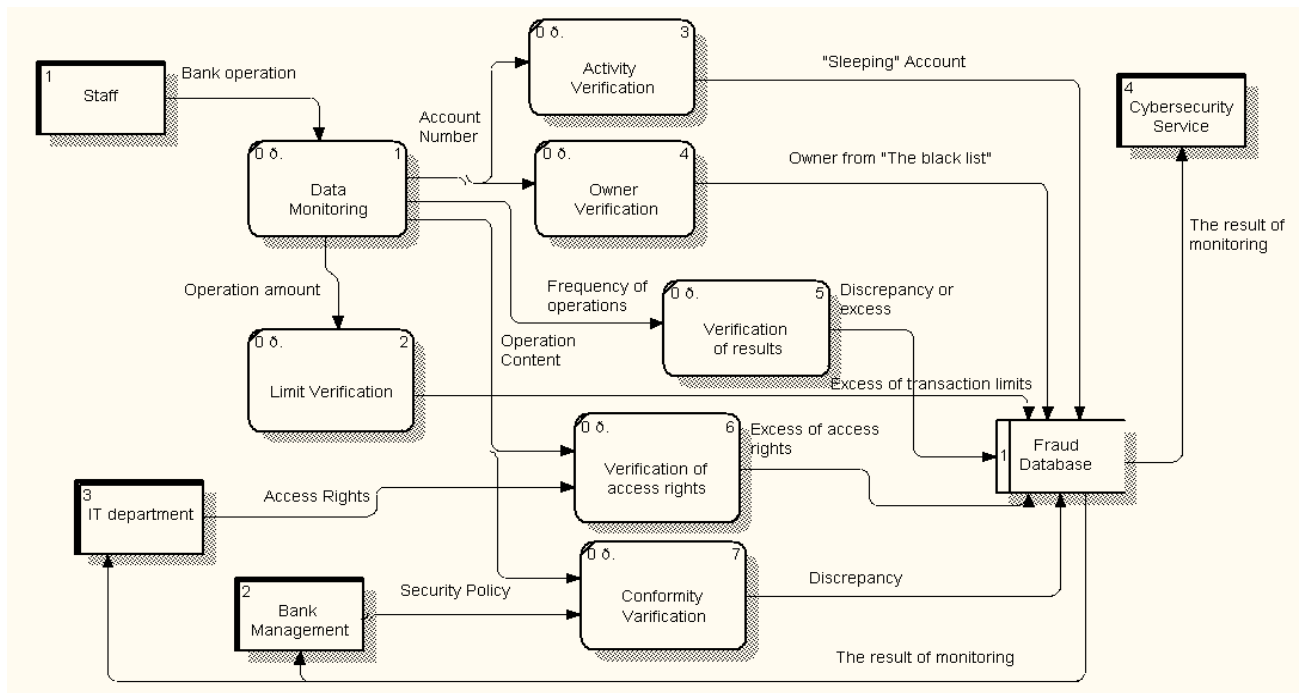 0 ð.
3
Activity
Verification
"Sleeping" Account
1
Staff
Bank operation
4
Cybersecurity
Service
Account
Number
0 ð.
1
Data
Monitoring
0 ð.
4
Owner
Verification
Owner from "The black list"
The result of
monitoring
Operation amount
Frequency of
operations
0 ð.
5
Verification
of results
Discrepancy or
excess
0 ð.
2
Limit Verification
Operation
Content
Excess of transaction limits
0 ð.
6
Verification of
access rights
Excess of access
rights
1
Fraud
Database
3
IT department
Access Rights
0 ð.
7
Conformity
Varification
2
Bank
Management
Security Policy
Discrepancy
The result of monitoring